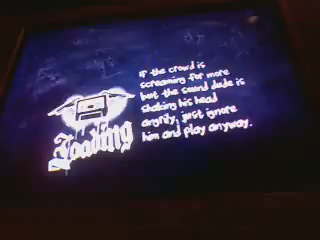 If the crowd is
screaming for more
but the sound dude is
shaking his head
angrily, just ignore
him and play anyway.
Loading